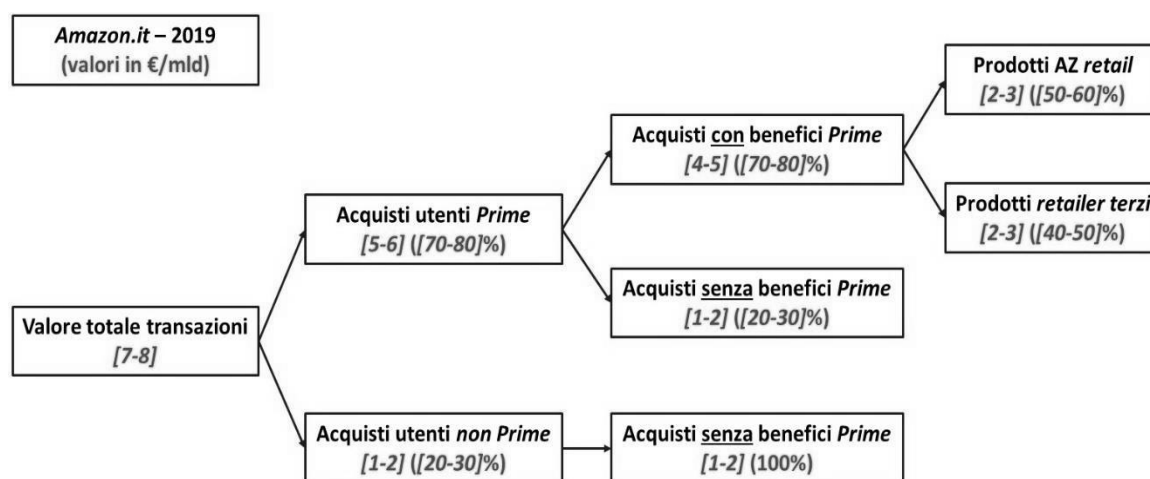 Amazon.it – 2019
(valori in €/mld)
Prodotti AZ retail
[2-3] ([50-60]%)
Acquisti con benefici Prime
[4-5] ([70-80]%)
Prodotti retailer terzi
[2-3] ([40-50]%)
Acquisti utenti Prime
[5-6] ([70-80]%)
Acquisti senza benefici Prime
[1-2] ([20-30]%)
Valore totale transazioni
[7-8]
Acquisti utenti non Prime
[1-2] ([20-30]%)
Acquisti senza benefici Prime
[1-2] (100%)